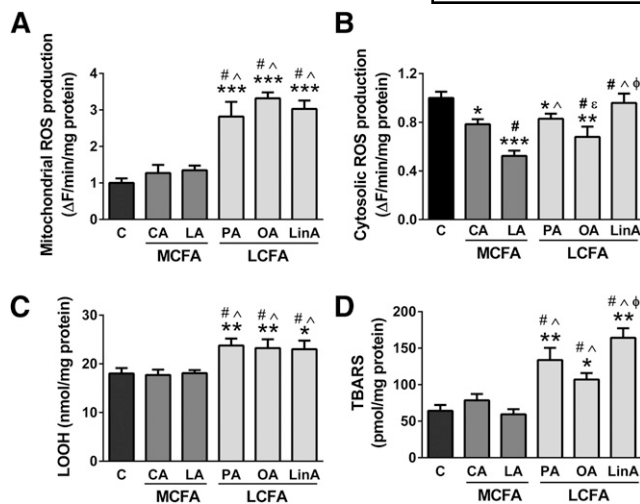 A
Mitochondrial ROS production
(ΔF/min/mg protein)
4
3
2
1
0
# ^
***
# ^
***
# ^
***
C CA LA PA OA LinA
MCFA LCFA
B
Cytosolic ROS production
(ΔF/min/mg protein)
1.2
0.8
0.4
0.0
*
#
***
* ^
# ε
**
# ^ ϕ
C CA LA PA OA LinA
MCFA LCFA
C
LOOH (nmol/mg protein)
30
20
10
0
# ^
**
# ^
**
# ^
*
C CA LA PA OA LinA
MCFA LCFA
D
TBARS
(pmol/mg protein)
200
150
100
50
0
# ^
**
# ^
*
# ^ ϕ
**
C CA LA PA OA LinA
MCFA LCFA